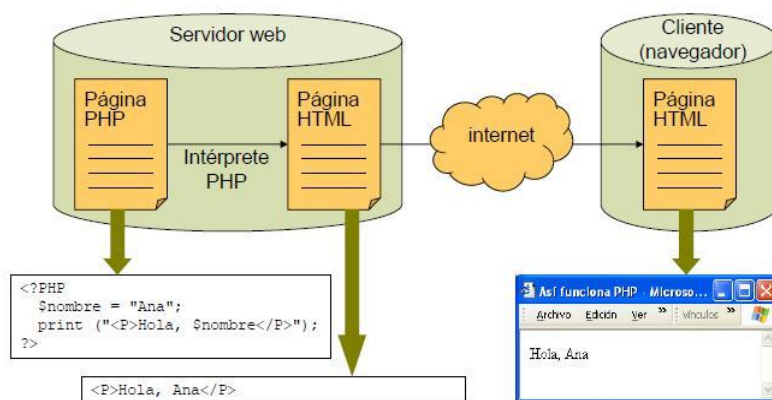 Servidor web
Cliente
(navegador)
Página
PHP
Intérprete
PHP
Página
HTML
internet
Página
HTML
<?PHP
$nombre = "Ana";
print ("<P>Hola, $nombre</P>");
?>
<P>Hola, Ana</P>
Así funciona PHP - Microso...
Archivo Edición Ver » Vínculos »
Hola, Ana